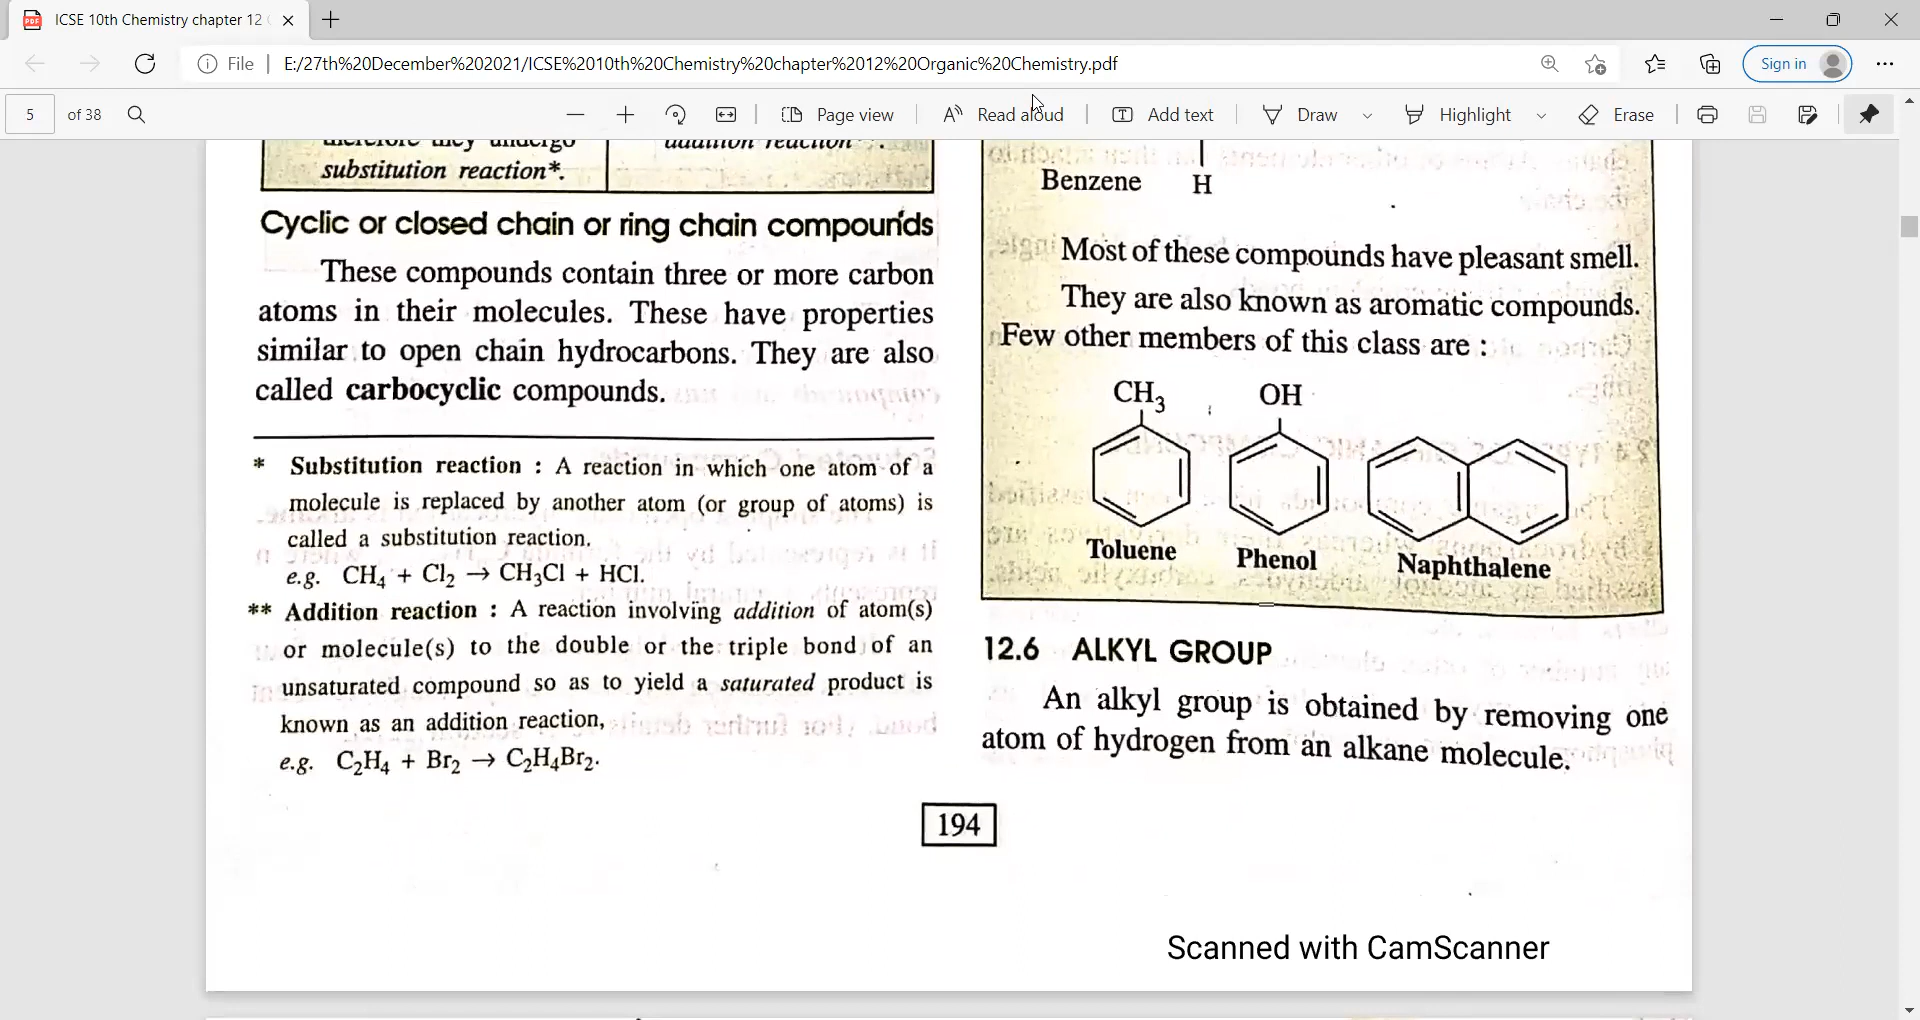 ICSE 10th Chemistry chapter 12
File
E:/27th%20December%202021/ICSE%2010th%20Chemistry%20chapter%2012%20Organic%20Chemistry.pdf
Sign in
5 of 38
Page view
Read aloud
Add text
Draw
Highlight
Erase
therefore they undergo
substitution reaction*.
addition reaction**.
Cyclic or closed chain or ring chain compounds
These compounds contain three or more carbon
atoms in their molecules. These have properties
similar to open chain hydrocarbons. They are also
called carbocyclic compounds.
* Substitution reaction : A reaction in which one atom of a
molecule is replaced by another atom (or group of atoms) is
called a substitution reaction.
e.g. CH₄ + Cl₂ → CH₃Cl + HCl.
** Addition reaction : A reaction involving addition of atom(s)
or molecule(s) to the double or the triple bond of an
unsaturated compound so as to yield a saturated product is
known as an addition reaction,
e.g. C₂H₄ + Br₂ → C₂H₄Br₂.
Benzene H
Most of these compounds have pleasant smell.
They are also known as aromatic compounds.
Few other members of this class are :
CH₃
OH
Toluene
Phenol
Naphthalene
12.6 ALKYL GROUP
An alkyl group is obtained by removing one
atom of hydrogen from an alkane molecule.
194
Scanned with CamScanner